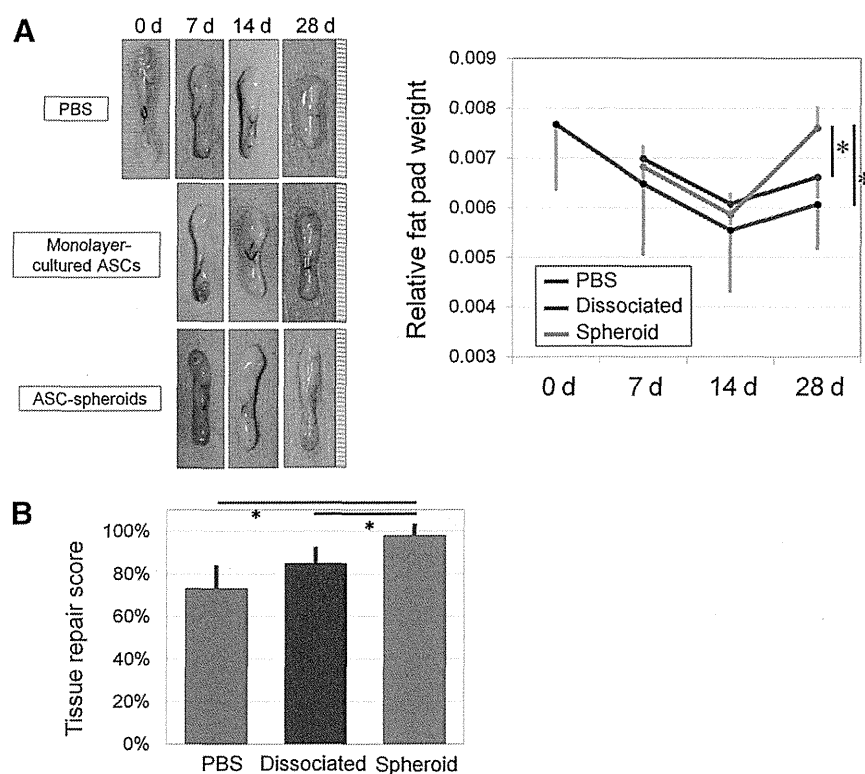 A
0 d 7 d 14 d 28 d
PBS
Monolayer-
cultured ASCs
ASC-spheroids
Relative fat pad weight
0.009
0.008
0.007
0.006
0.005
0.004
0.003
PBS
Dissociated
Spheroid
*
*
0 d 7 d 14 d 28 d
B
Tissue repair score
100%
80%
60%
40%
20%
0%
* *
PBS Dissociated Spheroid